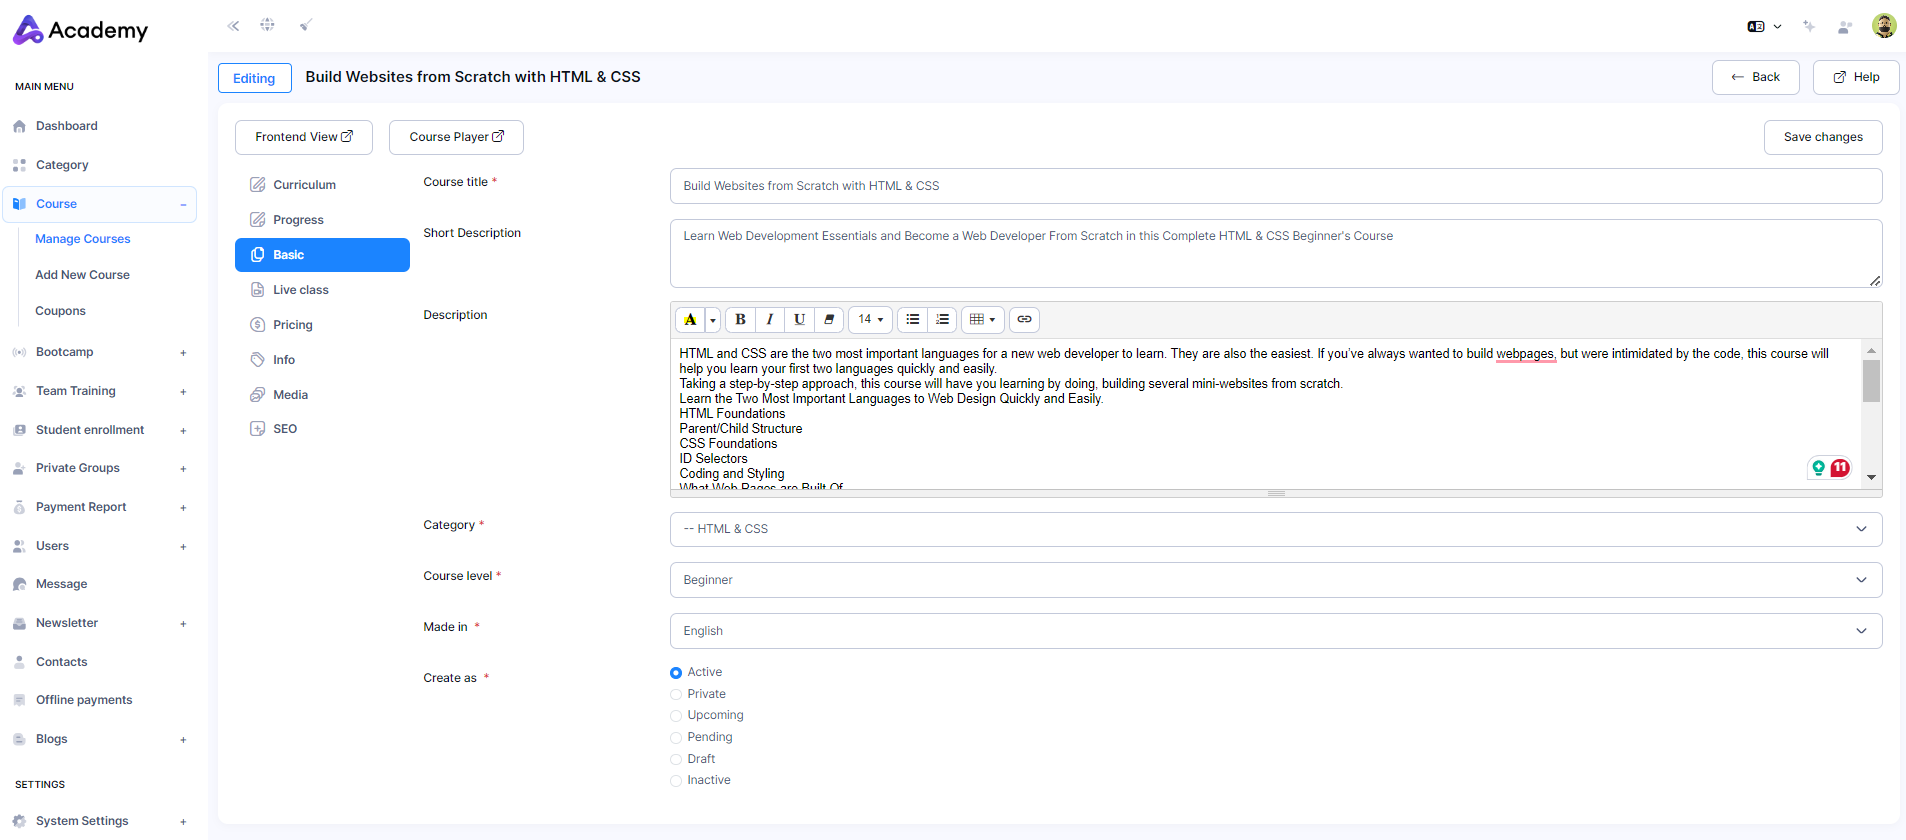 Academy
Editing
Build Websites from Scratch with HTML & CSS
Back
Help
MAIN MENU
Dashboard
Category
Course
Manage Courses
Add New Course
Coupons
Bootcamp +
Team Training +
Student enrollment +
Private Groups +
Payment Report +
Users +
Message
Newsletter +
Contacts
Offline payments
Blogs +
SETTINGS
System Settings +
Frontend View
Course Player
Save changes
Curriculum
Progress
Basic
Live class
Pricing
Info
Media
SEO
Course title *
Build Websites from Scratch with HTML & CSS
Short Description
Learn Web Development Essentials and Become a Web Developer From Scratch in this Complete HTML & CSS Beginner's Course
Description
A B I U 14
HTML and CSS are the two most important languages for a new web developer to learn. They are also the easiest. If you've always wanted to build webpages, but were intimidated by the code, this course will
help you learn your first two languages quickly and easily.
Taking a step-by-step approach, this course will have you learning by doing, building several mini-websites from scratch.
Learn the Two Most Important Languages to Web Design Quickly and Easily.
HTML Foundations
Parent/Child Structure
CSS Foundations
ID Selectors
Coding and Styling
What Web Pages are Built Of
11
Category *
-- HTML & CSS
Course level *
Beginner
Made in *
English
Create as *
Active
Private
Upcoming
Pending
Draft
Inactive